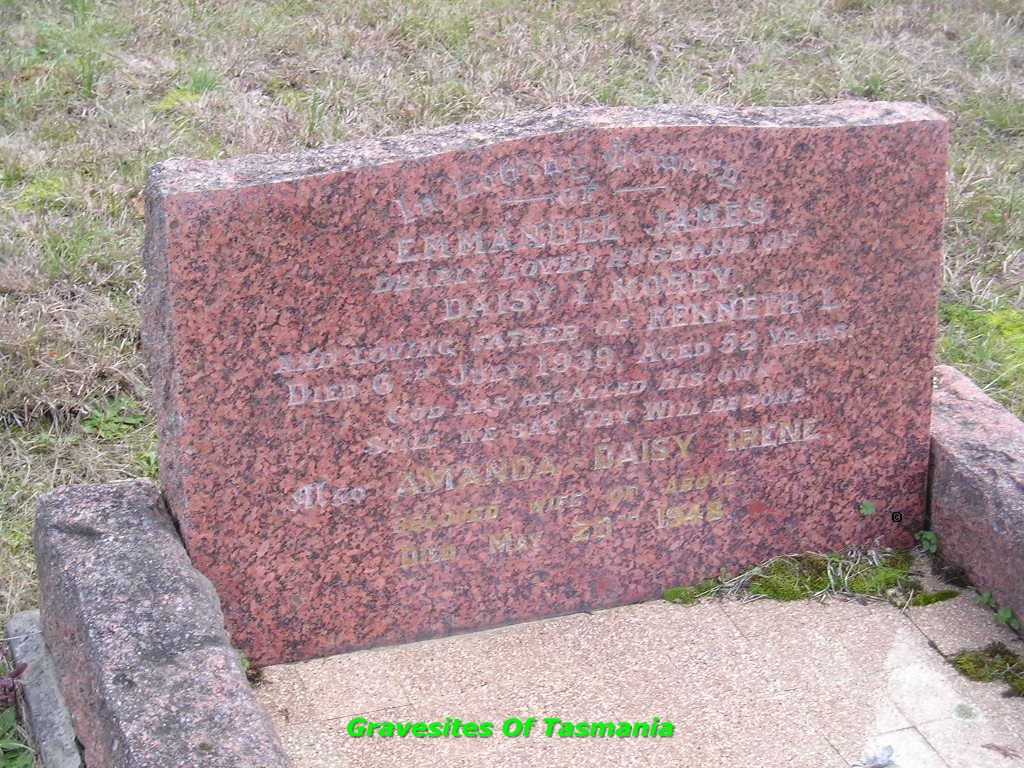 In Loving Memory
OF
EMMANUEL JAMES
DEARLY LOVED HUSBAND OF
DAISY I. MOREY,
AND LOVING FATHER OF KENNETH L.
DIED 6TH JULY 1939, AGED 52 YEARS.
GOD HAS RECALLED HIS OWN
STILL WE SAY THY WILL BE DONE.
Also AMANDA DAISY IRENE.
BELOVED WIFE OF ABOVE
DIED MAY 1948
Gravesites Of Tasmania